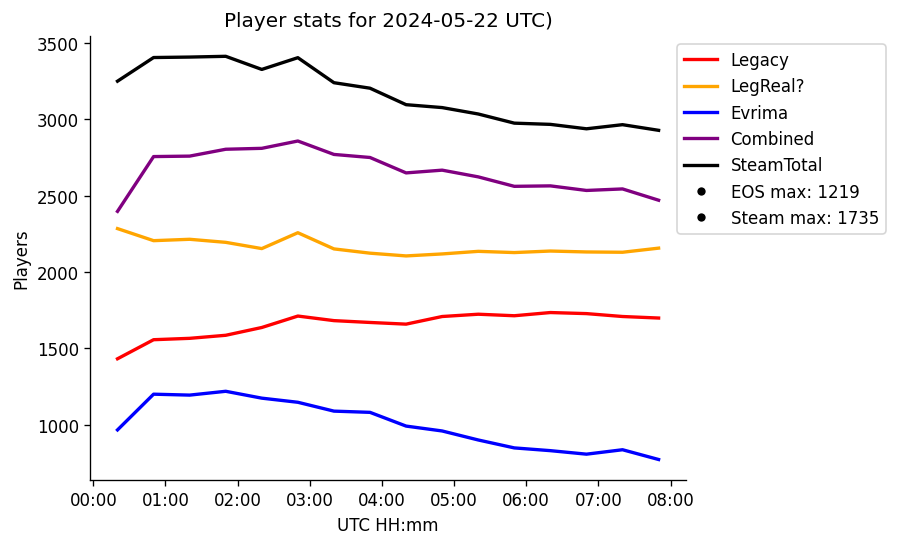 Player stats for 2024-05-22 UTC)
Players
3500
3000
2500
2000
1500
1000
00:00 01:00 02:00 03:00 04:00 05:00 06:00 07:00 08:00
UTC HH:mm
Legacy
LegReal?
Evrima
Combined
SteamTotal
EOS max: 1219
Steam max: 1735